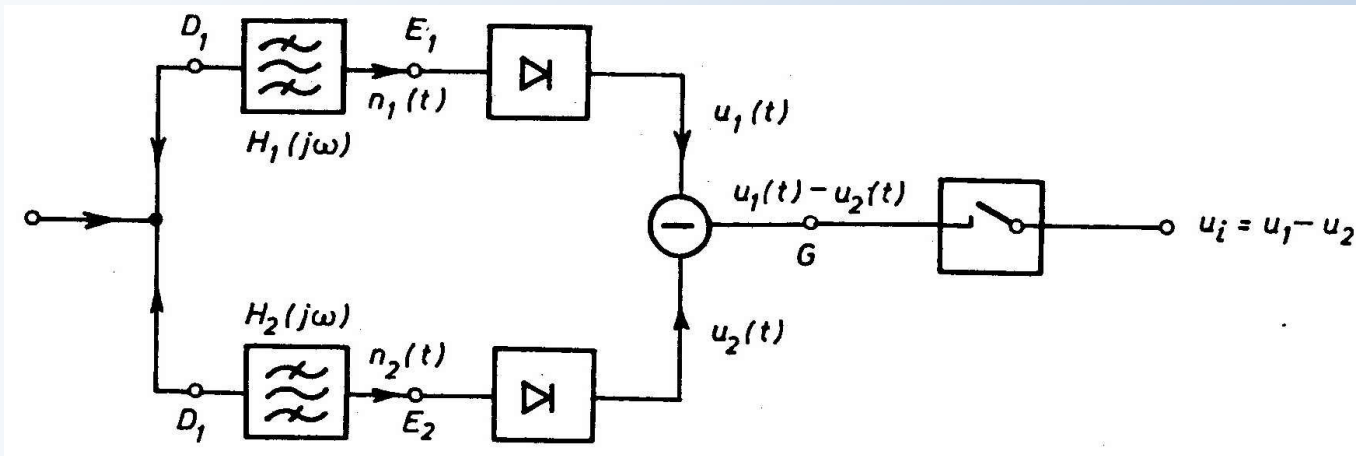 D₁
E₁
n₁(t)
H₁(jω)
u₁(t)
u₁(t) – u₂(t)
G
uᵢ = u₁ – u₂
H₂(jω)
n₂(t)
u₂(t)
D₁
E₂